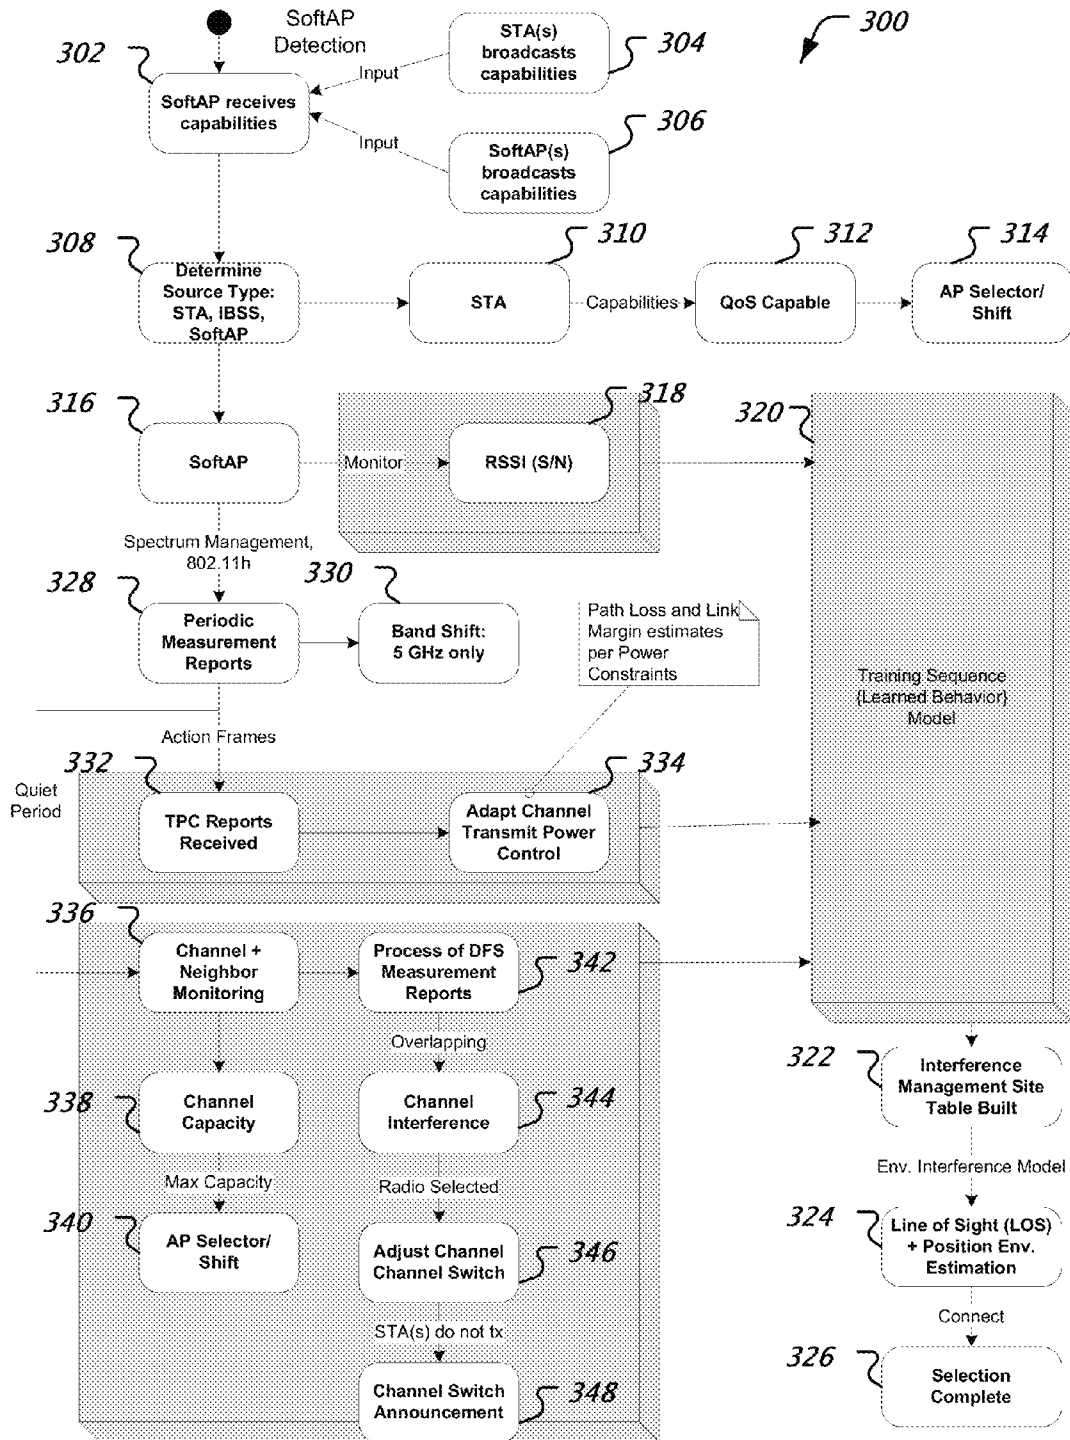 SoftAP
Detection
300
302
SoftAP receives
capabilities
Input
STA(s)
broadcasts
capabilities
304
Input
SoftAP(s)
broadcasts
capabilities
306
308
Determine
Source Type:
STA, IBSS,
SoftAP
310
STA
Capabilities
312
QoS Capable
314
AP Selector/
Shift
316
SoftAP
Monitor
318
RSSI (S/N)
320
Training Sequence
{Learned Behavior}
Model
Spectrum Management,
802.11h
328
Periodic
Measurement
Reports
330
Band Shift:
5 GHz only
Path Loss and Link
Margin estimates
per Power
Constraints
Action Frames
Quiet
Period
332
TPC Reports
Received
334
Adapt Channel
Transmit Power
Control
336
Channel +
Neighbor
Monitoring
Process of DFS
Measurement
Reports
342
Overlapping
338
Channel
Capacity
Channel
Interference
344
Max Capacity
Radio Selected
340
AP Selector/
Shift
Adjust Channel
Channel Switch
346
STA(s) do not tx
Channel Switch
Announcement
348
322
Interference
Management Site
Table Built
Env. Interference Model
324
Line of Sight (LOS)
+ Position Env.
Estimation
Connect
326
Selection
Complete